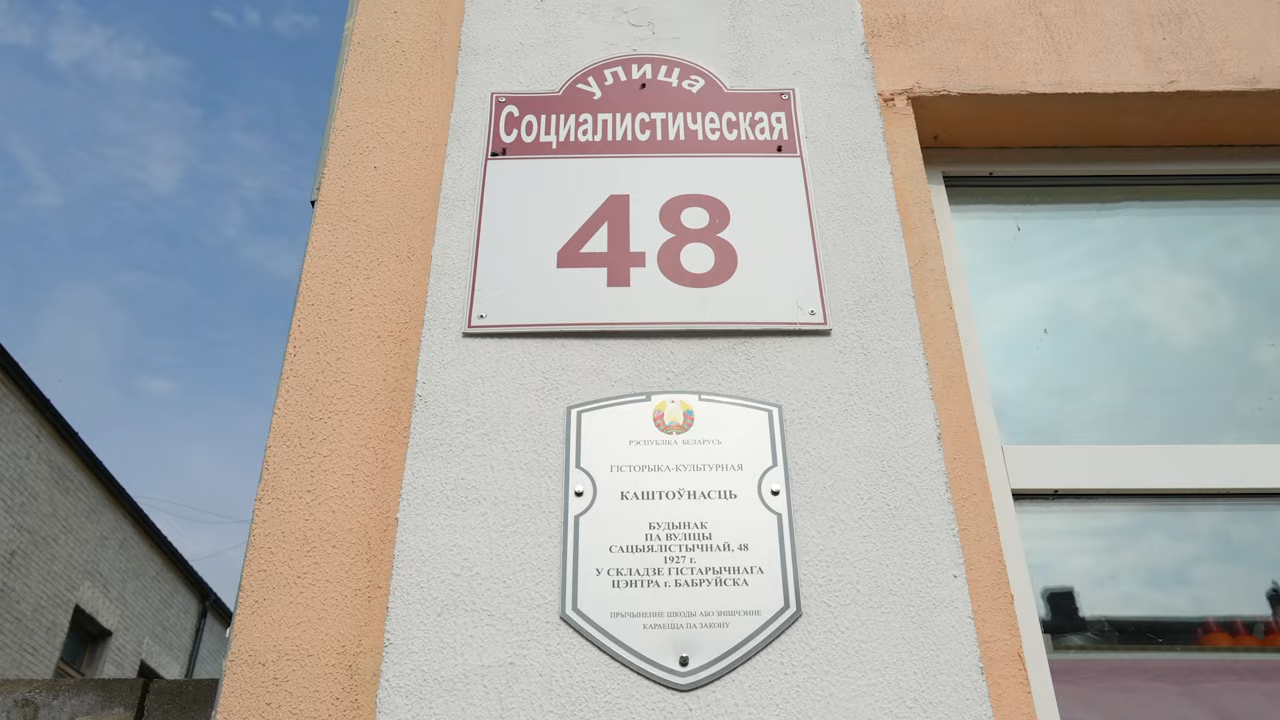 улица
Социалистическая
48
РЭСПУБЛІКА БЕЛАРУСЬ
ГІСТОРЫКА-КУЛЬТУРНАЯ
КАШТОЎНАСЦЬ
БУДЫНАК
ПА ВУЛІЦЫ
САЦЫЯЛІСТЫЧНАЙ, 48
1927 г.
У СКЛАДЗЕ ГІСТАРЫЧНАГА
ЦЭНТРА г. БАБРУЙСКА
ПРЫЧЫНЕННЕ ШКОДЫ АБО ЗНІШЧЭННЕ
КАРАЕЦЦА ПА ЗАКОНУ